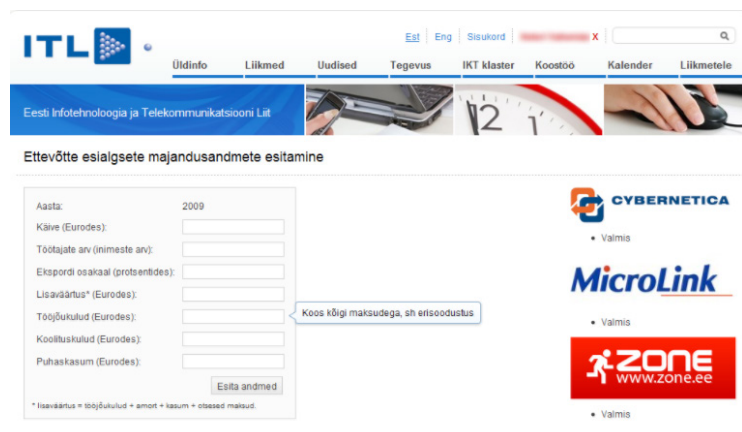 ITL
Est Eng Sisukord X
Üldinfo Liikmed Uudised Tegevus IKT klaster Koostöö Kalender Liikmetele
Eesti Infotehnoloogia ja Telekommunikatsiooni Liit
12
1
Ettevõtte esialgsete majandusandmete esitamine
Aasta: 2009
Käive (Eurodes):
Töötajate arv (inimeste arv):
Ekspordi osakaal (protsentides):
Lisaväärtus* (Eurodes):
Tööjõukulud (Eurodes):
Koos kõigi maksudega, sh erisoodustus
Koolituskulud (Eurodes):
Puhaskasum (Eurodes):
Esita andmed
* lisaväärtus = tööjõukulud + amort + kasum + otsesed maksud.
CYBERNETICA
• Valmis
MicroLink
• Valmis
ZONE
www.zone.ee
• Valmis